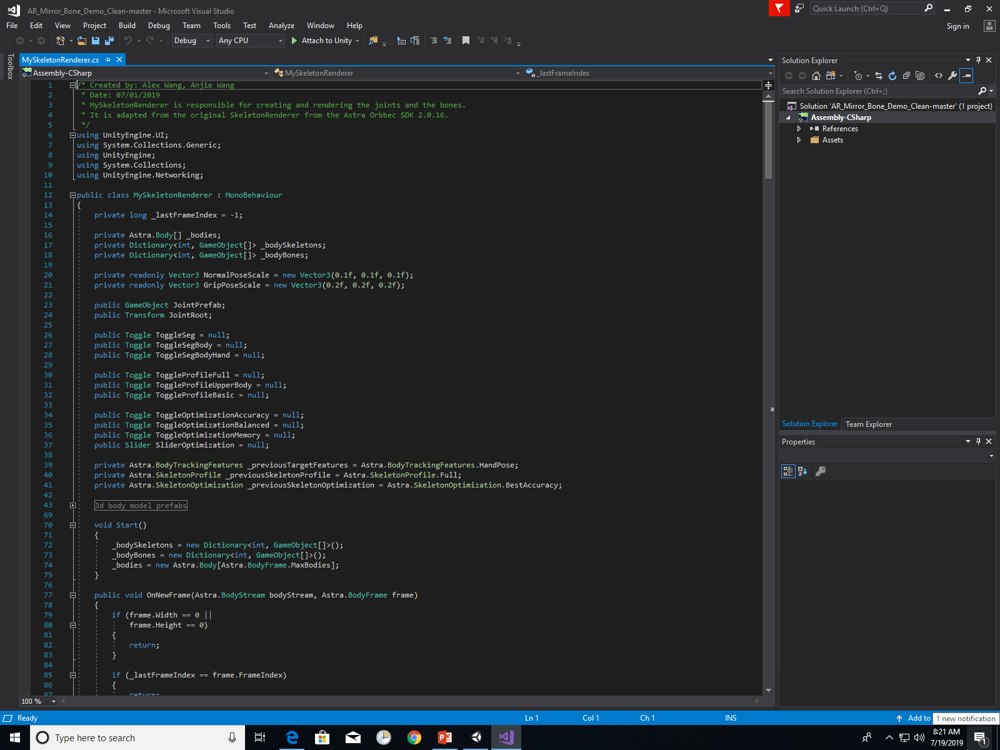 AR_Mirror_Bone_Demo_Clean-master - Microsoft Visual Studio
Quick Launch (Ctrl+Q)
File Edit View Project Build Debug Team Tools Test Analyze Window Help
Sign in
Debug Any CPU Attach to Unity
Toolbox
MySkeletonRenderer.cs
Assembly-CSharp MySkeletonRenderer _lastFrameIndex
1 /* Created by: Alex Wang, Anjie Wang
2 * Date: 07/01/2019
3 * MySkeletonRenderer is responsible for creating and rendering the joints and the bones.
4 * It is adapted from the original SkeletonRenderer from the Astra Orbbec SDK 2.0.16.
5 */
6 using UnityEngine.UI;
7 using System.Collections.Generic;
8 using UnityEngine;
9 using System.Collections;
10 using UnityEngine.Networking;
11
12 public class MySkeletonRenderer : MonoBehaviour
13 {
14 private long _lastFrameIndex = -1;
15
16 private Astra.Body[] _bodies;
17 private Dictionary<int, GameObject[]> _bodySkeletons;
18 private Dictionary<int, GameObject[]> _bodyBones;
19
20 private readonly Vector3 NormalPoseScale = new Vector3(0.1f, 0.1f, 0.1f);
21 private readonly Vector3 GripPoseScale = new Vector3(0.2f, 0.2f, 0.2f);
22
23 public GameObject JointPrefab;
24 public Transform JointRoot;
25
26 public Toggle ToggleSeg = null;
27 public Toggle ToggleSegBody = null;
28 public Toggle ToggleSegBodyHand = null;
29
30 public Toggle ToggleProfileFull = null;
31 public Toggle ToggleProfileUpperBody = null;
32 public Toggle ToggleProfileBasic = null;
33
34 public Toggle ToggleOptimizationAccuracy = null;
35 public Toggle ToggleOptimizationBalanced = null;
36 public Toggle ToggleOptimizationMemory = null;
37 public Slider SliderOptimization = null;
38
39 private Astra.BodyTrackingFeatures _previousTargetFeatures = Astra.BodyTrackingFeatures.HandPose;
40 private Astra.SkeletonProfile _previousSkeletonProfile = Astra.SkeletonProfile.Full;
41 private Astra.SkeletonOptimization _previousSkeletonOptimization = Astra.SkeletonOptimization.BestAccuracy;
42
43 3d body model prefabs
69
70 void Start()
71 {
72 _bodySkeletons = new Dictionary<int, GameObject[]>();
73 _bodyBones = new Dictionary<int, GameObject[]>();
74 _bodies = new Astra.Body[Astra.BodyFrame.MaxBodies];
75 }
76
77 public void OnNewFrame(Astra.BodyStream bodyStream, Astra.BodyFrame frame)
78 {
79 if (frame.Width == 0 ||
80 frame.Height == 0)
81 {
82 return;
83 }
84
85 if (_lastFrameIndex == frame.FrameIndex)
86 {
87 return;
100 %
Solution Explorer
Search Solution Explorer (Ctrl+;)
Solution 'AR_Mirror_Bone_Demo_Clean-master' (1 project)
Assembly-CSharp
References
Assets
Solution Explorer Team Explorer
Properties
Ready Ln 1 Col 1 Ch 1 INS Add to 1 new notification
Type here to search
8:21 AM
7/19/2019
1